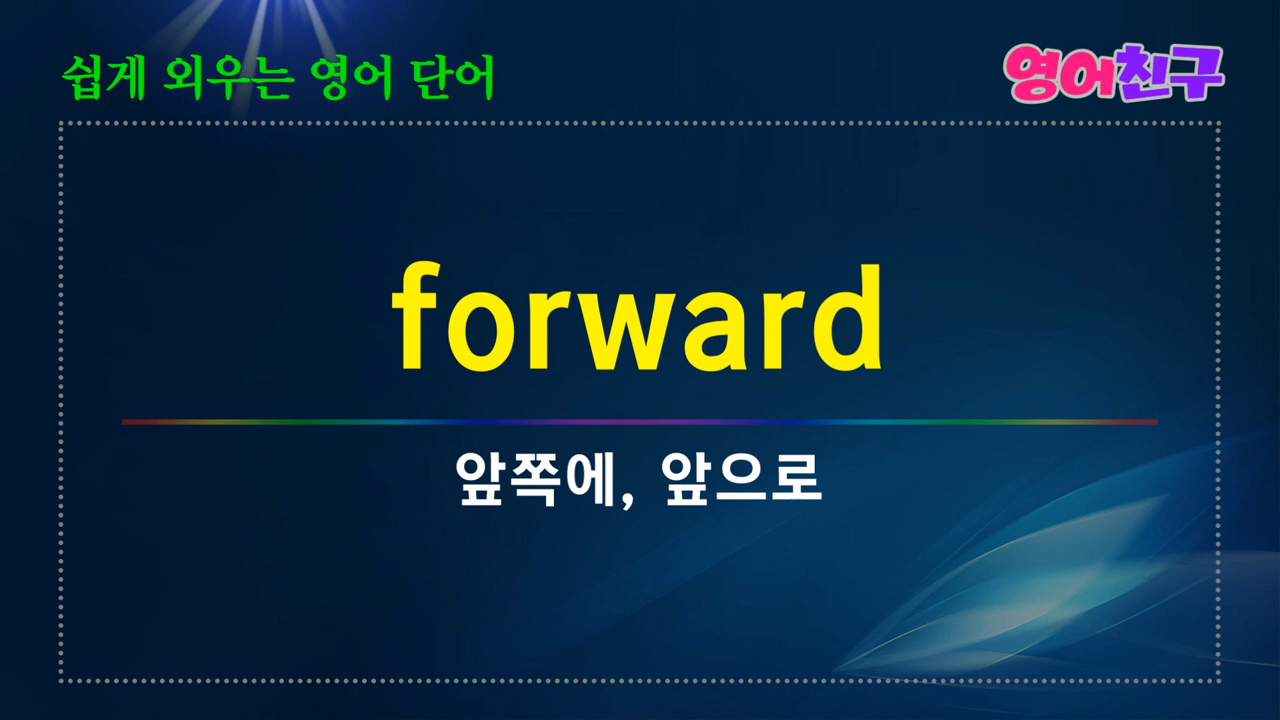 쉽게 외우는 영어 단어
영어친구
forward
앞쪽에, 앞으로